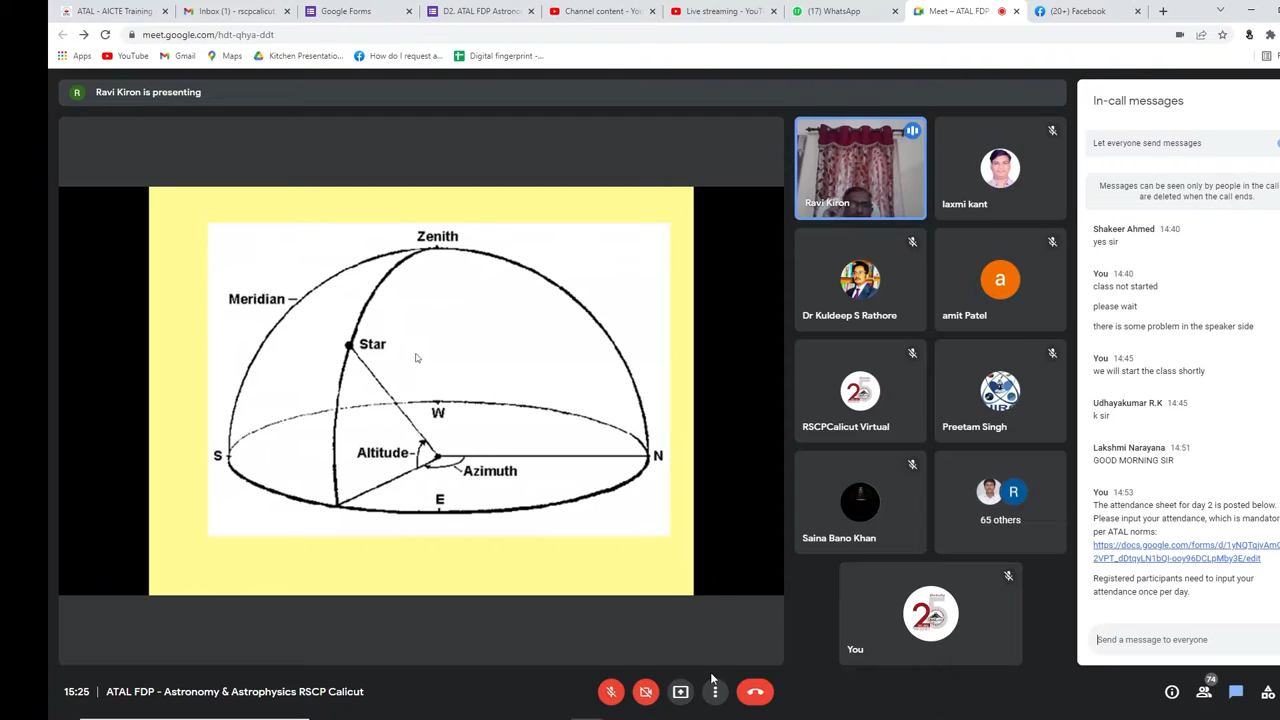 ATAL - AICTE Training
Inbox (1) - rscpcalicut
Google Forms
D2. ATAL FDP Astron
Channel content - Yo
Live streaming - YouT
(17) WhatsApp
Meet – ATAL FDP
(20+) Facebook
meet.google.com/hdt-qhya-ddt
Apps
YouTube
Gmail
Maps
Kitchen Presentatio...
How do I request a...
Digital fingerprint -...
R
Ravi Kiron is presenting
In-call messages
Let everyone send messages
Messages can be seen only by people in the call
are deleted when the call ends.
Shakeer Ahmed 14:40
yes sir
You 14:40
class not started
please wait
there is some problem in the speaker side
You 14:45
we will start the class shortly
Udhayakumar R.K 14:45
k sir
Lakshmi Narayana 14:51
GOOD MORNING SIR
You 14:53
The attendance sheet for day 2 is posted below.
Please input your attendance, which is mandator
per ATAL norms:
Registered participants need to input your
attendance once per day.
Send a message to everyone
Zenith
Meridian
Star
W
Altitude
S
N
Azimuth
E
Ravi Kiron
laxmi kant
Dr Kuldeep S Rathore
a
amit Patel
25
RSCPCalicut Virtual
Preetam Singh
Saina Bano Khan
R
65 others
25
You
15:25 | ATAL FDP - Astronomy & Astrophysics RSCP Calicut
74